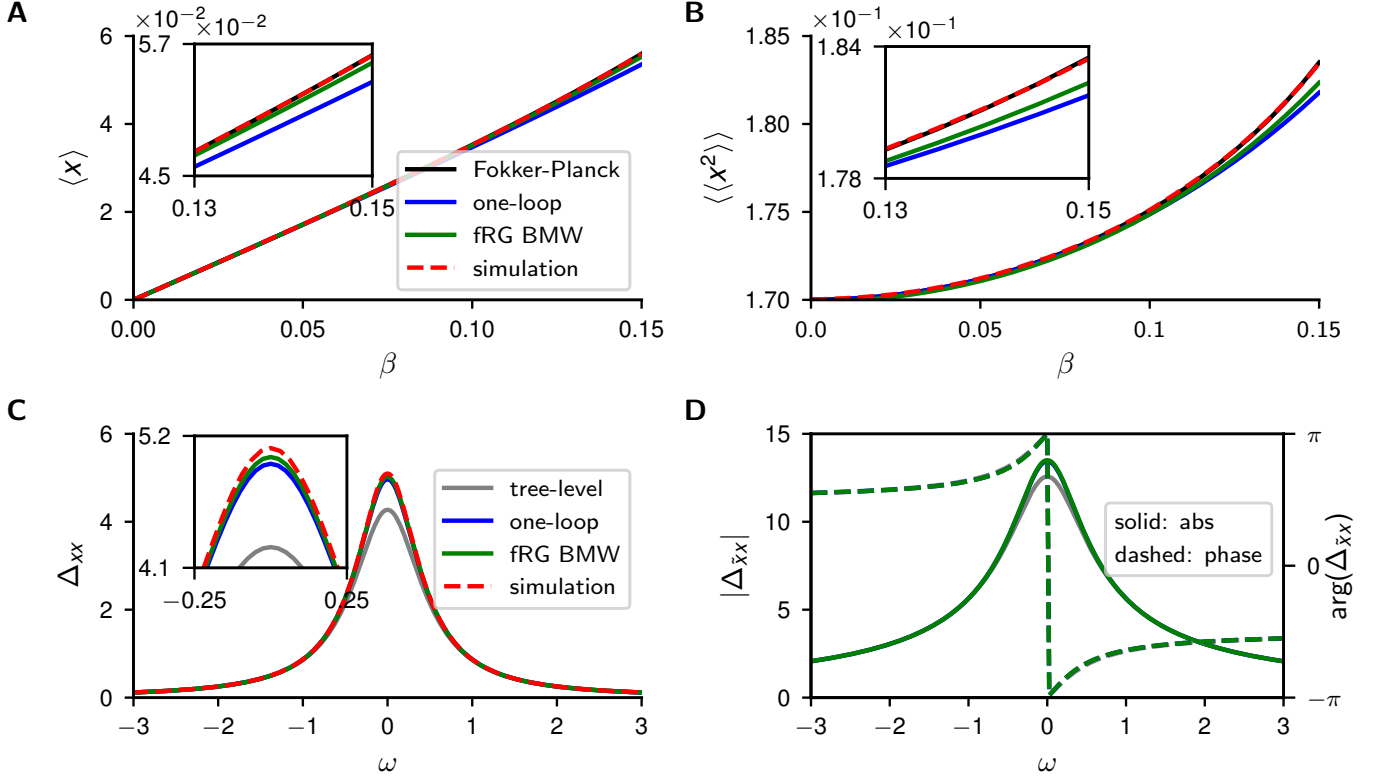 A
×10⁻²
6
4
2
0
⟨x⟩
0.00
0.05
0.10
0.15
β
×10⁻²
5.7
4.5
0.13
0.15
Fokker-Planck
one-loop
fRG BMW
simulation
B
×10⁻¹
1.85
1.80
1.75
1.70
⟨⟨x²⟩⟩
0.0
0.05
0.1
0.15
β
×10⁻¹
1.84
1.78
0.13
0.15
C
6
4
2
0
Δxx
−3
−2
−1
0
1
2
3
ω
5.2
4.1
−0.25
0.25
tree-level
one-loop
fRG BMW
simulation
D
15
10
5
0
|Δx̃x|
−3
−2
−1
0
1
2
3
ω
π
0
−π
arg(Δx̃x)
solid: abs
dashed: phase